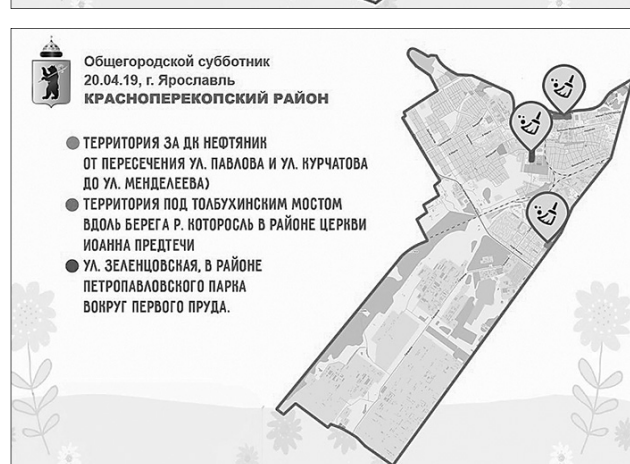 Общегородской субботник
20.04.19, г. Ярославль
КРАСНОПЕРЕКОПСКИЙ РАЙОН
ТЕРРИТОРИЯ ЗА ДК НЕФТЯНИК
ОТ ПЕРЕСЕЧЕНИЯ УЛ. ПАВЛОВА И УЛ. КУРЧАТОВА
ДО УЛ. МЕНДЕЛЕЕВА)
ТЕРРИТОРИЯ ПОД ТОЛБУХИНСКИМ МОСТОМ
ВДОЛЬ БЕРЕГА Р. КОТОРОСЛЬ В РАЙОНЕ ЦЕРКВИ
ИОАННА ПРЕДТЕЧИ
УЛ. ЗЕЛЕНЦОВСКАЯ, В РАЙОНЕ
ПЕТРОПАВЛОВСКОГО ПАРКА
ВОКРУГ ПЕРВОГО ПРУДА.